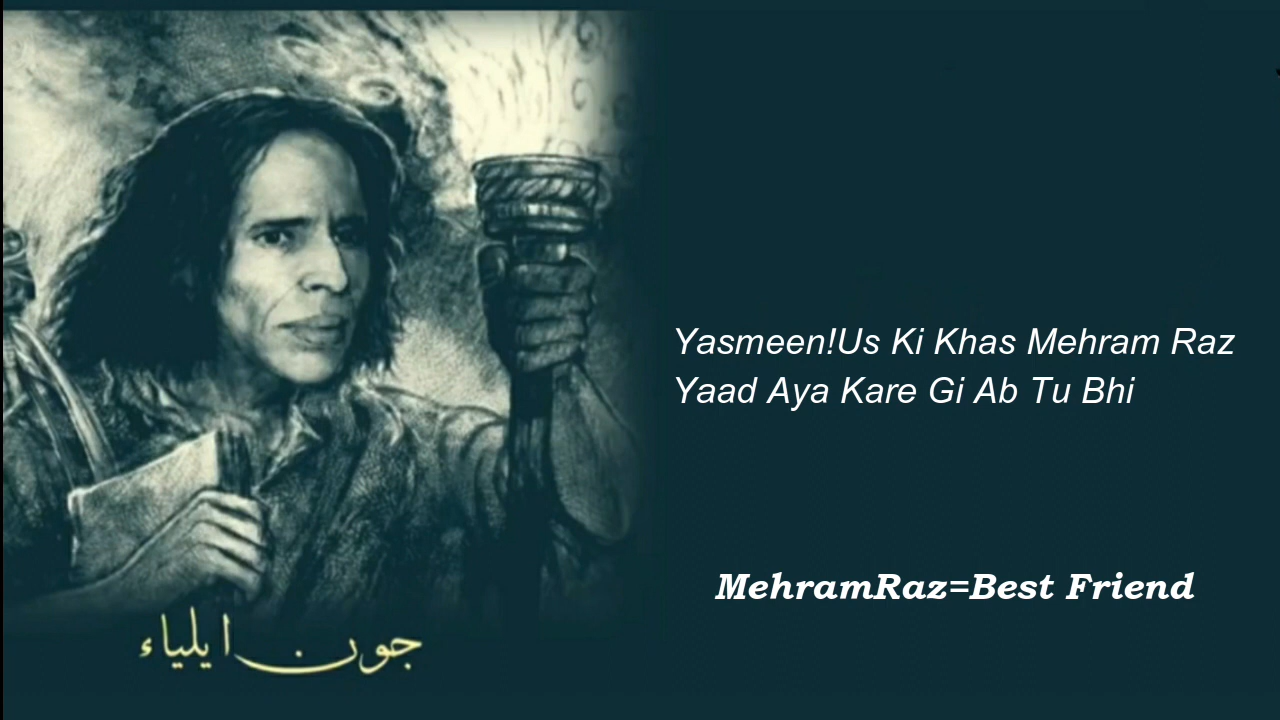 Yasmeen!Us Ki Khas Mehram Raz
Yaad Aya Kare Gi Ab Tu Bhi
MehramRaz=Best Friend
جون ایلیاء